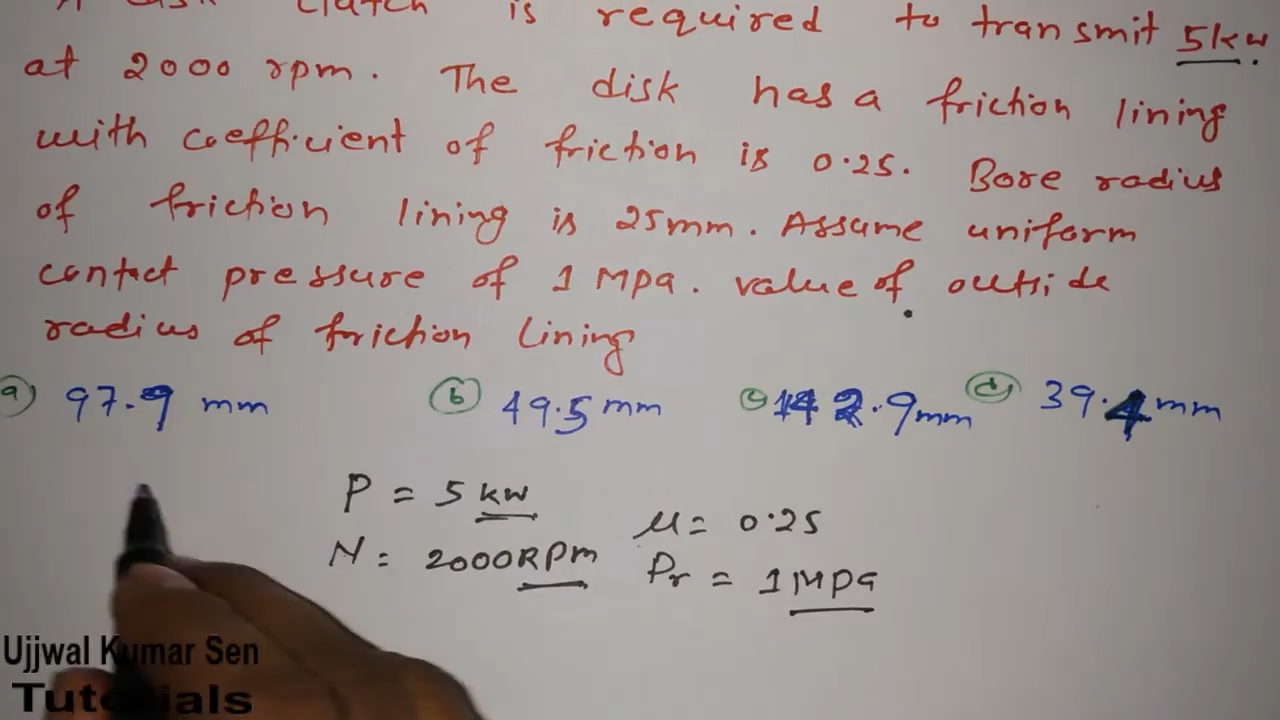 A disk clutch is required to transmit 5kw
at 2000 rpm. The disk has a friction lining
with coefficient of friction is 0.25. Bore radius
of friction lining is 25mm. Assume uniform
contact pressure of 1 MPa. value of outside
radius of friction lining
a 97.9 mm b 49.5 mm c 142.9mm d 39.4mm
P = 5 kw
μ = 0.25
N = 2000RPm
Pr = 1MPa
Ujjwal Kumar Sen
Tutorials